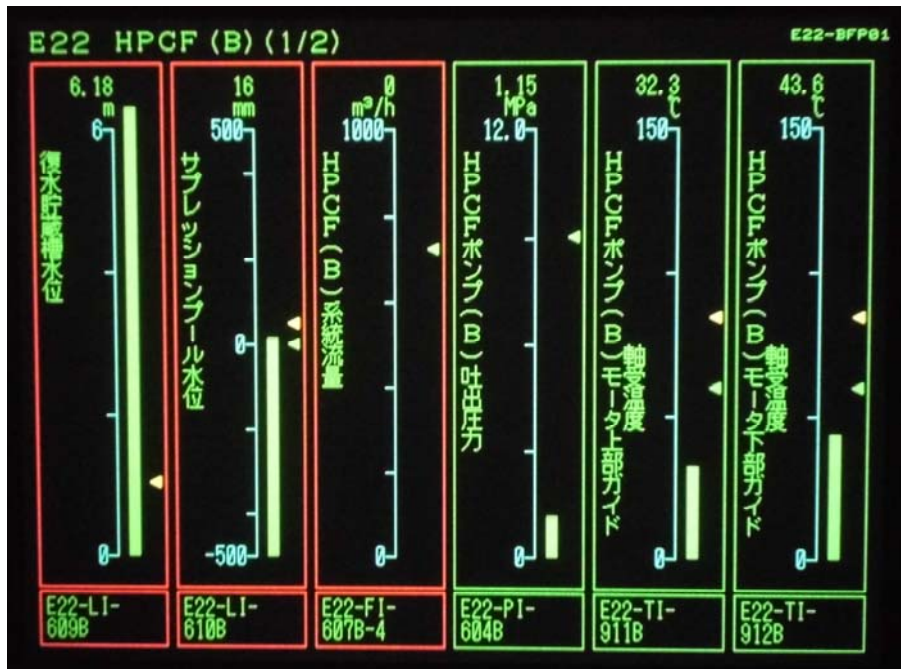 E22 HPCF (B) (1/2)
E22-BFP01
6.18
m
6
0
復水貯蔵槽水位
E22-LI-
609B
16
mm
500
0
-500
サプレッションプール水位
E22-LI-
610B
0
m³/h
1000
0
HPCF(B)系統流量
E22-FI-
607B-4
1.15
MPa
12.0
0
HPCFポンプ(B)吐出圧力
E22-PI-
604B
32.3
℃
150
0
HPCFポンプ(B)モータ上部ガイド
軸受温度
E22-TI-
911B
43.6
℃
150
0
HPCFポンプ(B)モータ下部ガイド
軸受温度
E22-TI-
912B